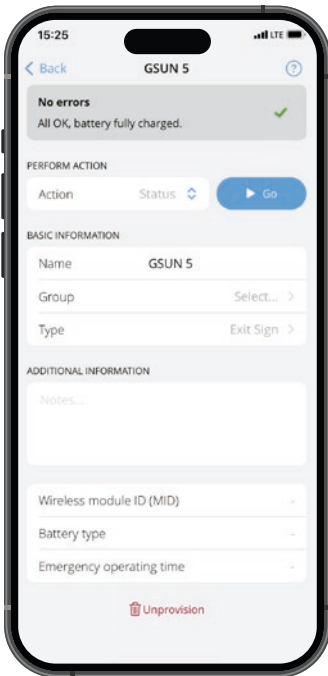 15:25
LTE
Back
GSUN 5
?
No errors
All OK, battery fully charged.
PERFORM ACTION
Action
Status
Go
BASIC INFORMATION
Name
GSUN 5
Group
Select...
Type
Exit Sign
ADDITIONAL INFORMATION
Notes...
Wireless module ID (MID)
-
Battery type
-
Emergency operating time
-
Unprovision